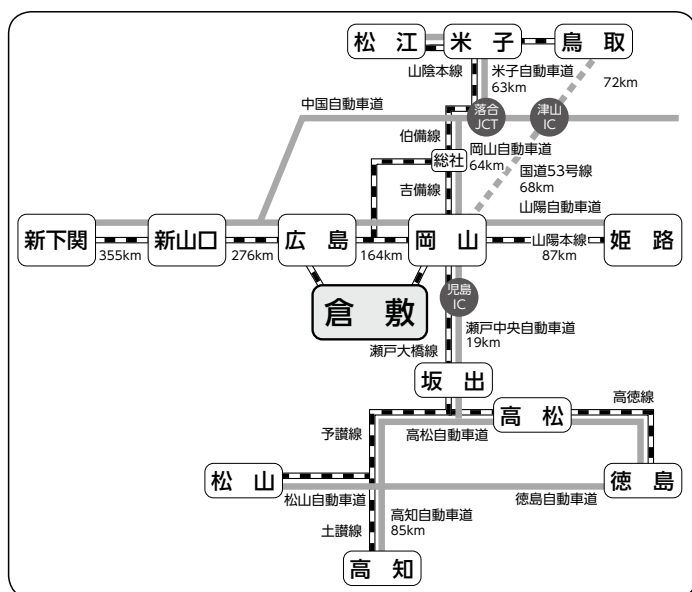 松江
米子
鳥取
山陰本線
米子自動車道
63km
72km
中国自動車道
落合
JCT
津山
IC
伯備線
岡山自動車道
64km
総社
国道53号線
68km
吉備線
山陽自動車道
新下関
新山口
広島
岡山
姫路
355km
276km
164km
山陽本線
87km
倉敷
児島
IC
瀬戸中央自動車道
19km
瀬戸大橋線
坂出
高徳線
高松
予讃線
高松自動車道
松山
徳島
松山自動車道
徳島自動車道
高知自動車道
85km
土讃線
高知